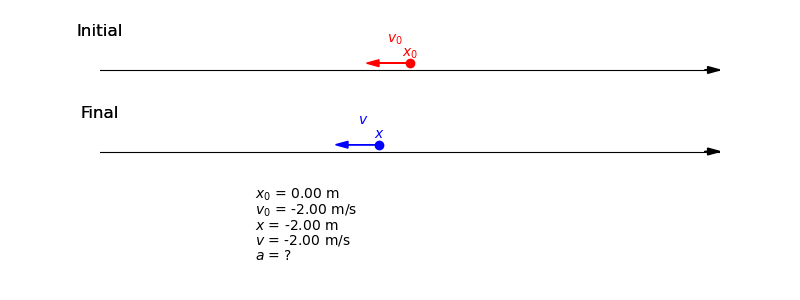 Initial
v₀
x₀
Final
v
x
x₀ = 0.00 m
v₀ = -2.00 m/s
x = -2.00 m
v = -2.00 m/s
a = ?